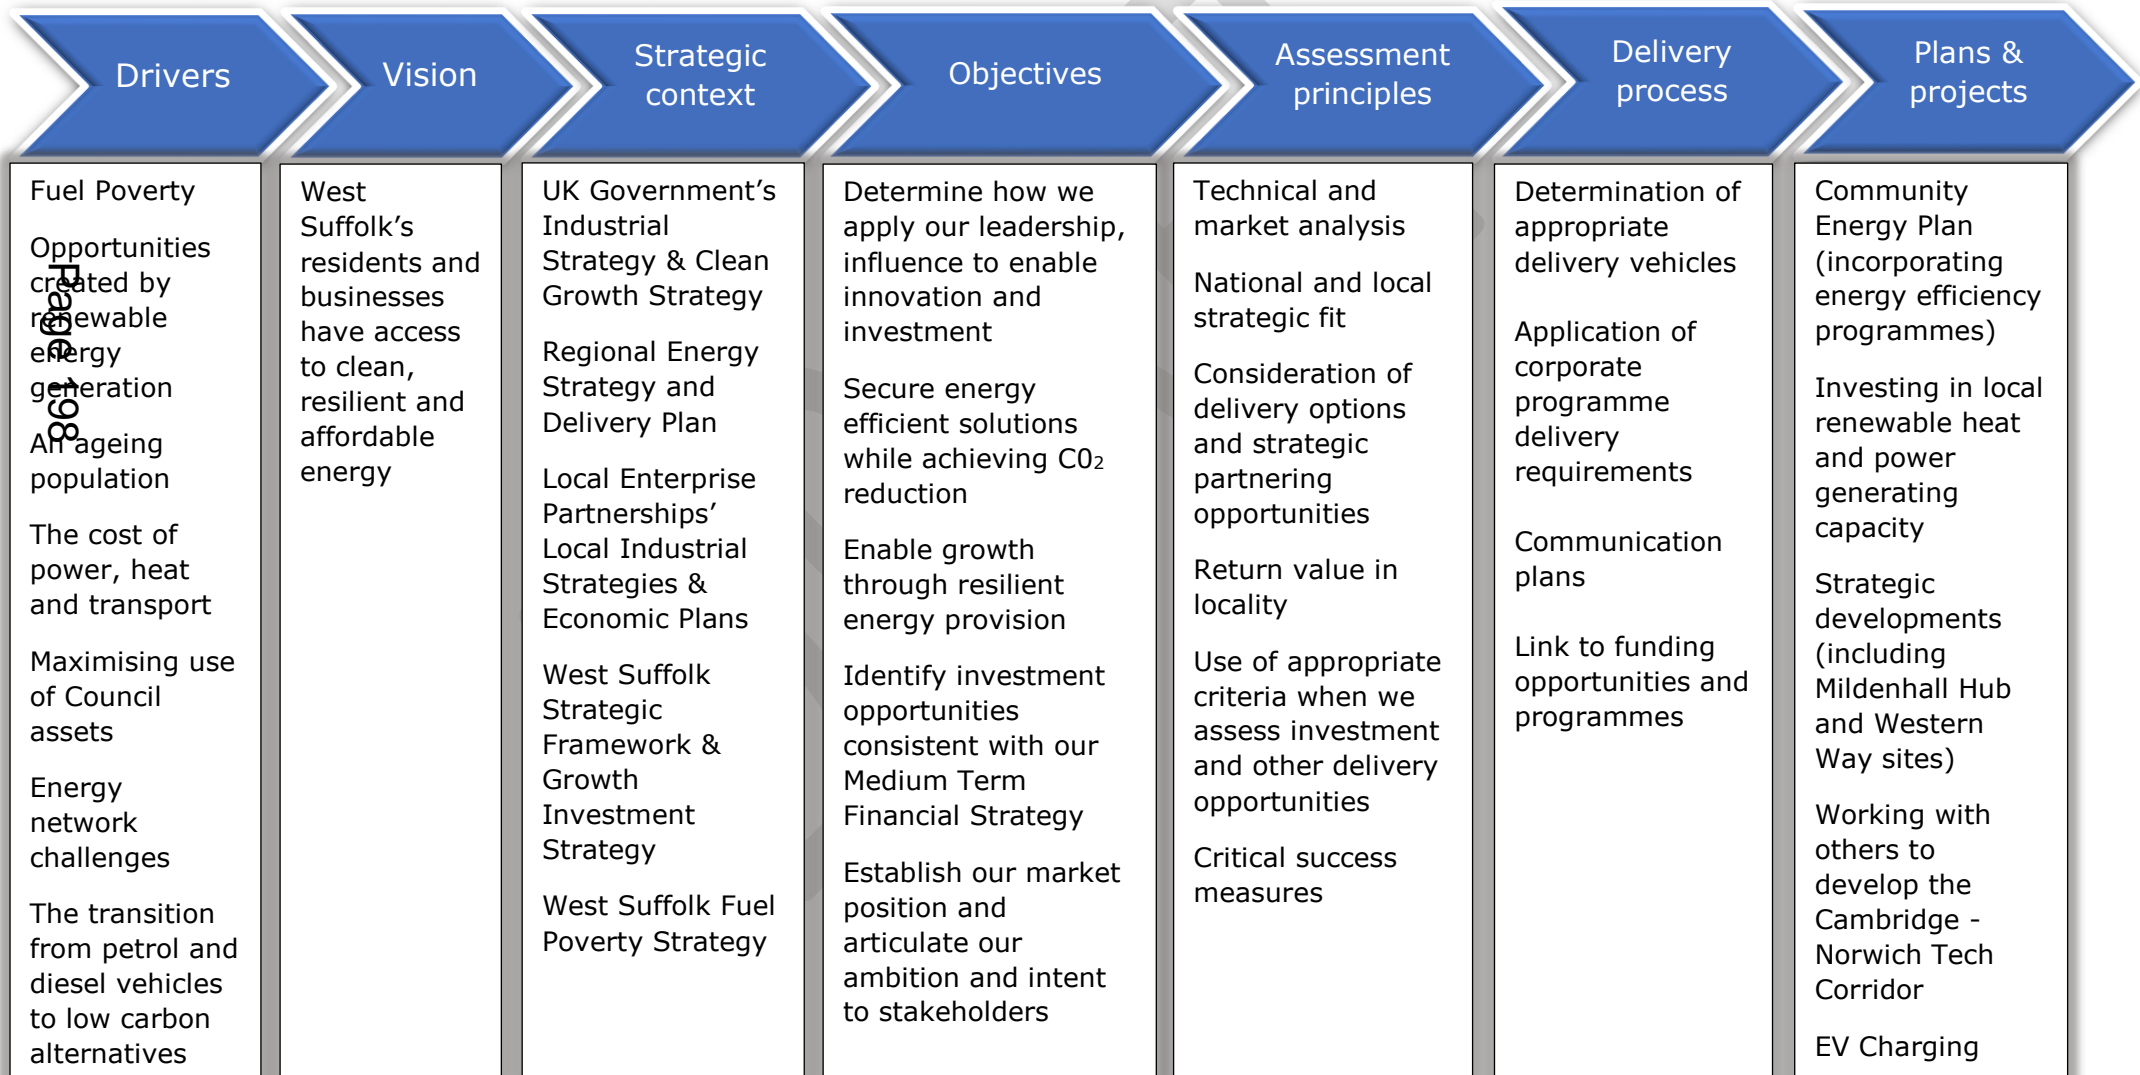 Drivers
Vision
Strategic
context
Objectives
Assessment
principles
Delivery
process
Plans &
projects
Fuel Poverty
Opportunities
created by
renewable
energy
generation
An ageing
population
The cost of
power, heat
and transport
Maximising use
of Council
assets
Energy
network
challenges
The transition
from petrol and
diesel vehicles
to low carbon
alternatives
Page 198
West
Suffolk’s
residents and
businesses
have access
to clean,
resilient and
affordable
energy
UK Government’s
Industrial
Strategy & Clean
Growth Strategy
Regional Energy
Strategy and
Delivery Plan
Local Enterprise
Partnerships’
Local Industrial
Strategies &
Economic Plans
West Suffolk
Strategic
Framework &
Growth
Investment
Strategy
West Suffolk Fuel
Poverty Strategy
Determine how we
apply our leadership,
influence to enable
innovation and
investment
Secure energy
efficient solutions
while achieving C0₂
reduction
Enable growth
through resilient
energy provision
Identify investment
opportunities
consistent with our
Medium Term
Financial Strategy
Establish our market
position and
articulate our
ambition and intent
to stakeholders
Technical and
market analysis
National and local
strategic fit
Consideration of
delivery options
and strategic
partnering
opportunities
Return value in
locality
Use of appropriate
criteria when we
assess investment
and other delivery
opportunities
Critical success
measures
Determination of
appropriate
delivery vehicles
Application of
corporate
programme
delivery
requirements
Communication
plans
Link to funding
opportunities and
programmes
Community
Energy Plan
(incorporating
energy efficiency
programmes)
Investing in local
renewable heat
and power
generating
capacity
Strategic
developments
(including
Mildenhall Hub
and Western
Way sites)
Working with
others to
develop the
Cambridge -
Norwich Tech
Corridor
EV Charging